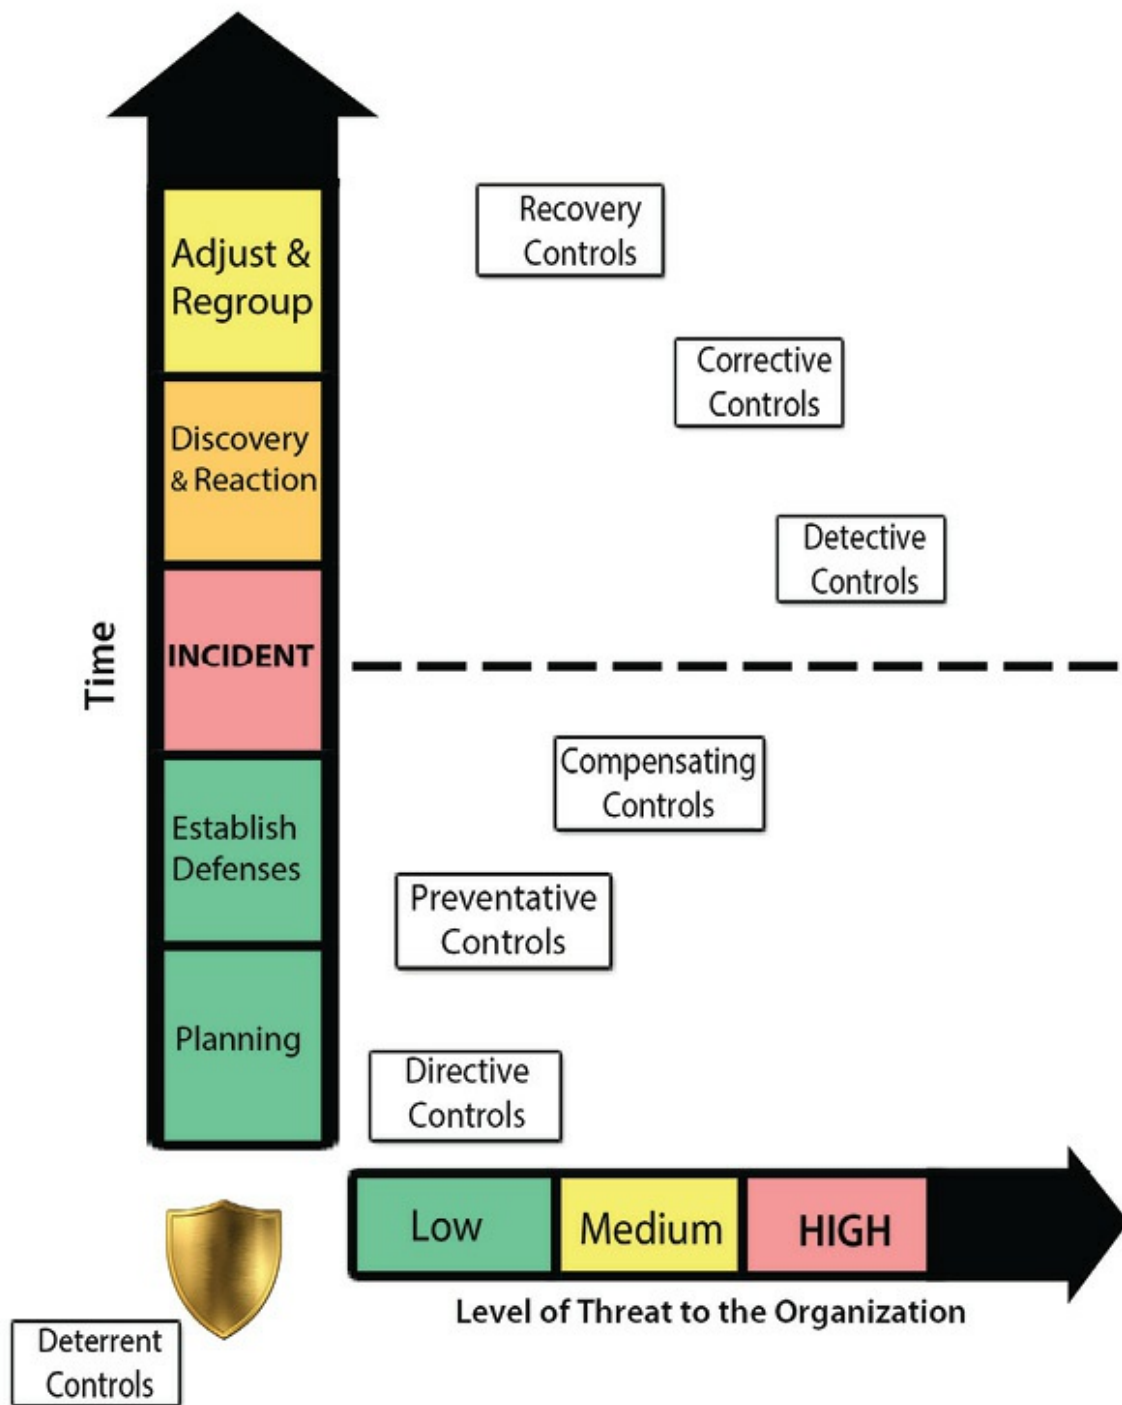 Recovery
Controls
Adjust &
Regroup
Corrective
Controls
Discovery
& Reaction
Detective
Controls
Time
INCIDENT
Compensating
Controls
Establish
Defenses
Preventative
Controls
Planning
Directive
Controls
Low
Medium
HIGH
Level of Threat to the Organization
Deterrent
Controls